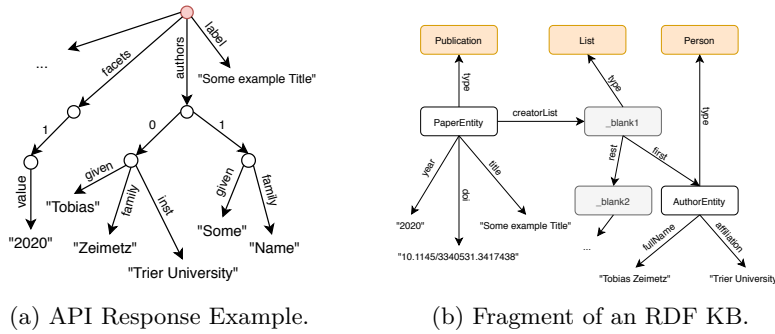 ...
facets
authors
label
"Some example Title"
1
0
1
value
given
family
inst
given
family
"2020"
"Tobias"
"Zeimetz"
"Trier University"
"Some"
"Name"
(a) API Response Example.
Publication
List
Person
type
type
type
PaperEntity
creatorList
_blank1
year
doi
title
rest
first
"2020"
"Some example Title"
_blank2
AuthorEntity
...
"10.1145/3340531.3417438"
fullName
affiliation
"Tobias Zeimetz"
"Trier University"
(b) Fragment of an RDF KB.